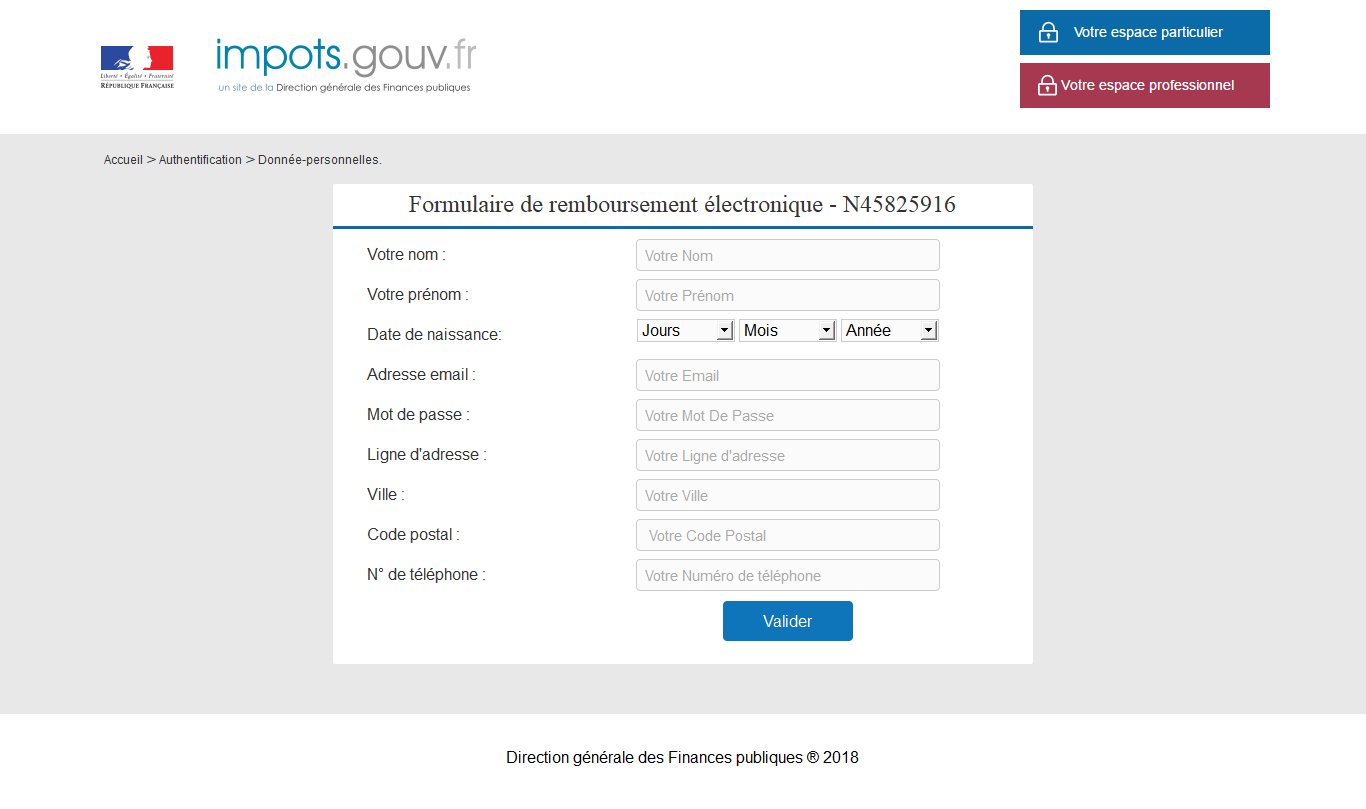 Liberté • Égalité • Fraternité
RÉPUBLIQUE FRANÇAISE
impots.gouv.fr
un site de la Direction générale des Finances publiques
Votre espace particulier
Votre espace professionnel
Accueil > Authentification > Donnée-personnelles.
Formulaire de remboursement électronique - N45825916
Votre nom : Votre Nom
Votre prénom : Votre Prénom
Date de naissance: Jours Mois Année
Adresse email : Votre Email
Mot de passe : Votre Mot De Passe
Ligne d'adresse : Votre Ligne d'adresse
Ville : Votre Ville
Code postal : Votre Code Postal
N° de téléphone : Votre Numéro de téléphone
Valider
Direction générale des Finances publiques ® 2018